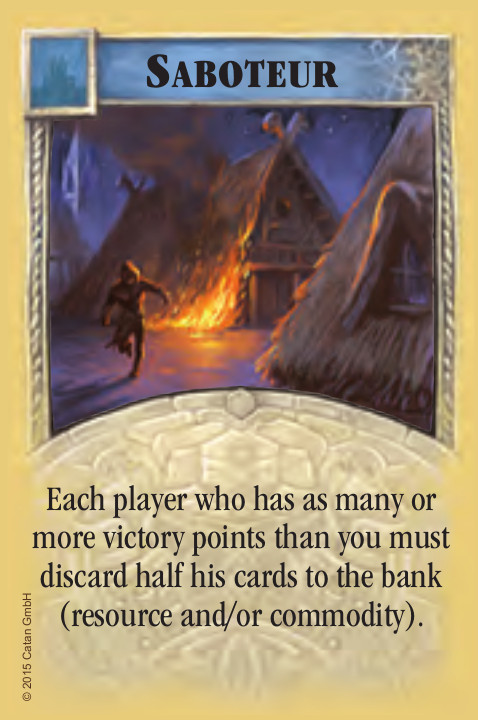 SABOTEUR
Each player who has as many or
more victory points than you must
discard half his cards to the bank
(resource and/or commodity).
© 2015 Catan GmbH